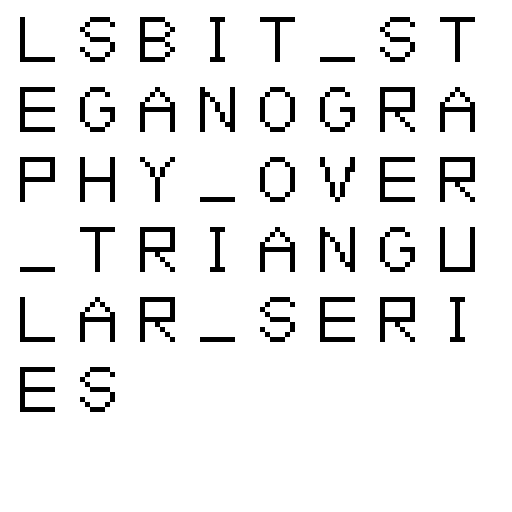 LSBIT_ST
EGANOGRA
PHY_OVER
_TRIANGU
LAR_SERI
ES